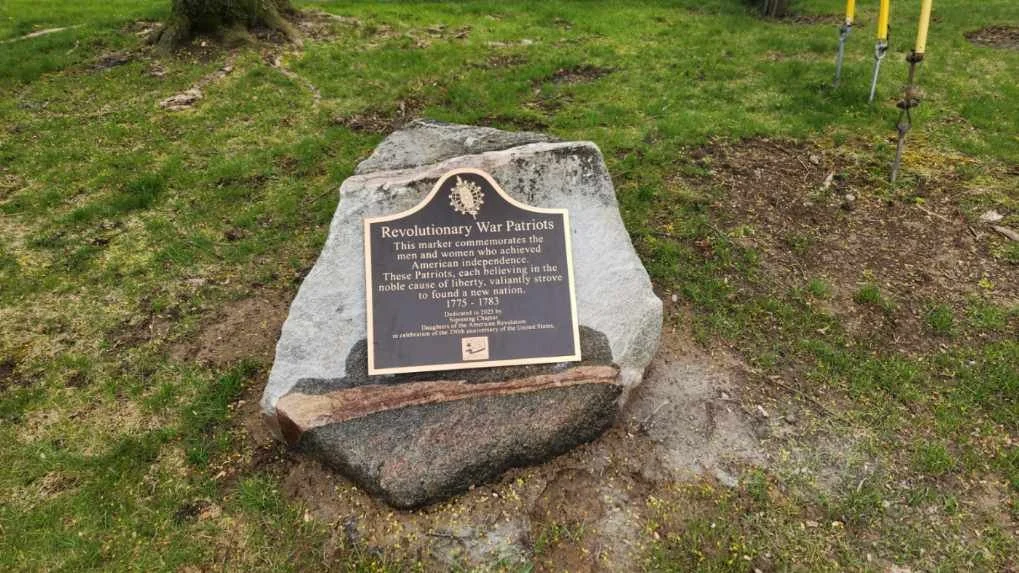 Revolutionary War Patriots
This marker commemorates the
men and women who achieved
American independence.
These Patriots, each believing in the
noble cause of liberty, valiantly strove
to found a new nation.
1775 - 1783
Dedicated in 2025 by
Chapter
Daughters of the American Revolution
in celebration of the 250th anniversary of the United States.